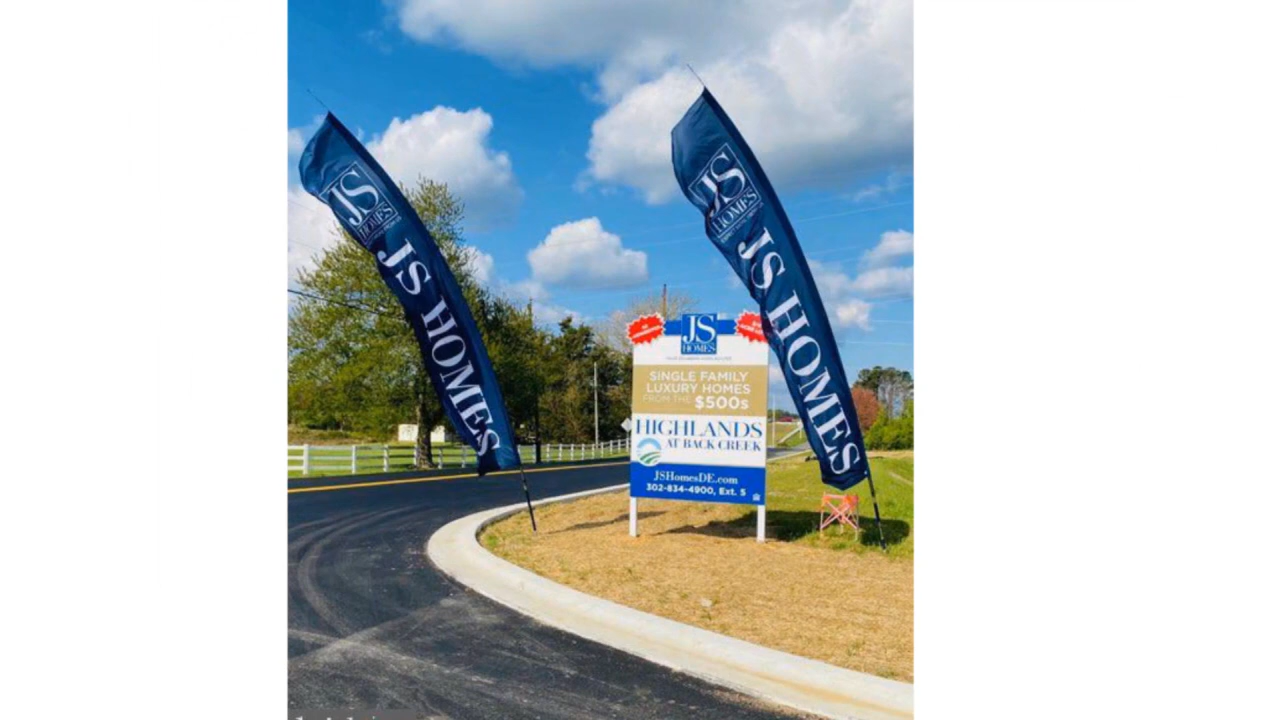 JS
HOMES
JS HOMES
JS
HOMES
JS HOMES
JS
HOMES
SINGLE FAMILY
LUXURY HOMES
FROM THE $500s
HIGHLANDS
AT BACK CREEK
JSHomesDE.com
302-834-4900, Ext. 5